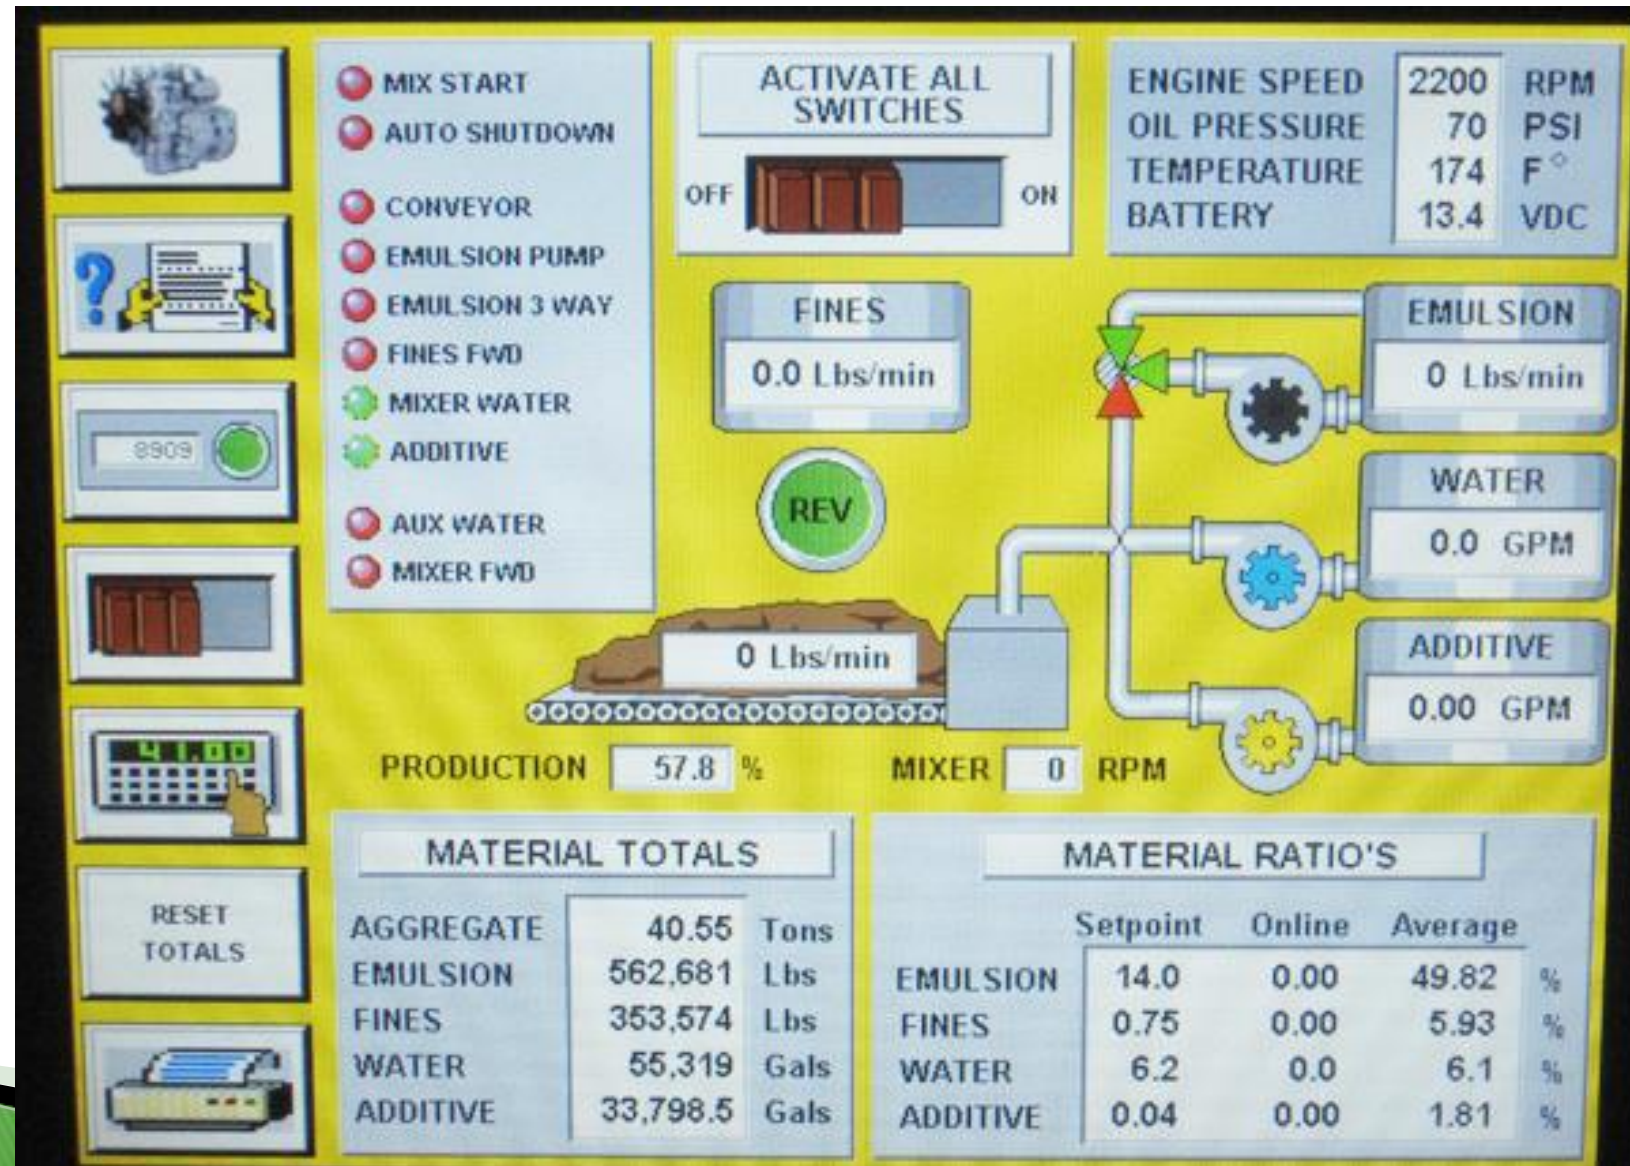 MIX START
AUTO SHUTDOWN
CONVEYOR
EMULSION PUMP
EMULSION 3 WAY
FINES FWD
MIXER WATER
ADDITIVE
AUX WATER
MIXER FWD
ACTIVATE ALL
SWITCHES
OFF ON
ENGINE SPEED 2200 RPM
OIL PRESSURE 70 PSI
TEMPERATURE 174 F°
BATTERY 13.4 VDC
?
8909
41.00
RESET
TOTALS
FINES
0.0 Lbs/min
REV
EMULSION
0 Lbs/min
WATER
0.0 GPM
ADDITIVE
0.00 GPM
0 Lbs/min
PRODUCTION 57.8 %
MIXER 0 RPM
MATERIAL TOTALS
AGGREGATE 40.55 Tons
EMULSION 562,681 Lbs
FINES 353,574 Lbs
WATER 55,319 Gals
ADDITIVE 33,798.5 Gals
MATERIAL RATIO'S
Setpoint Online Average
EMULSION 14.0 0.00 49.82 %
FINES 0.75 0.00 5.93 %
WATER 6.2 0.0 6.1 %
ADDITIVE 0.04 0.00 1.81 %